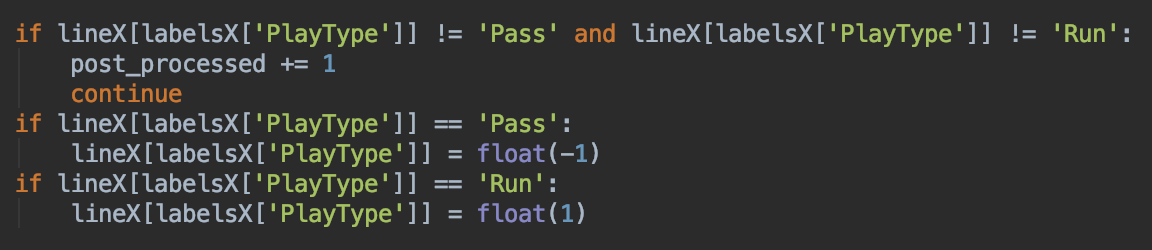 if lineX[labelsX['PlayType']] != 'Pass' and lineX[labelsX['PlayType']] != 'Run':
    post_processed += 1
    continue
if lineX[labelsX['PlayType']] == 'Pass':
    lineX[labelsX['PlayType']] = float(-1)
if lineX[labelsX['PlayType']] == 'Run':
    lineX[labelsX['PlayType']] = float(1)